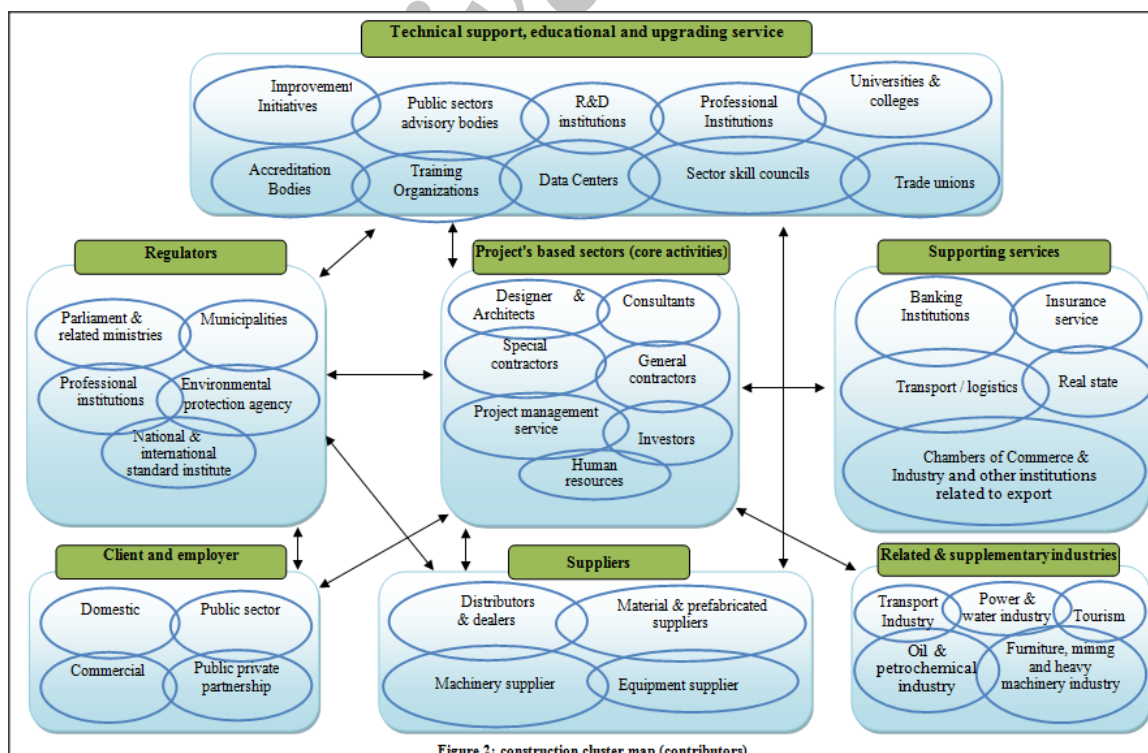 Technical support, educational and upgrading service
Improvement
Initiatives
Public sectors
advisory bodies
R&D
institutions
Professional
Institutions
Universities &
colleges
Accreditation
Bodies
Training
Organizations
Data Centers
Sector skill councils
Trade unions
Regulators
Parliament &
related ministries
Municipalities
Professional
institutions
Environmental
protection agency
National &
international
standard institute
Project's based sectors (core activities)
Designer &
Architects
Consultants
Special
contractors
General
contractors
Project management
service
Investors
Human
resources
Supporting services
Banking
Institutions
Insurance
service
Transport / logistics
Real state
Chambers of Commerce &
Industry and other institutions
related to export
Client and employer
Domestic
Public sector
Commercial
Public private
partnership
Suppliers
Distributors
& dealers
Material & prefabricated
suppliers
Machinery supplier
Equipment supplier
Related & supplementary industries
Transport
Industry
Power &
water industry
Tourism
Oil &
petrochemical
industry
Furniture, mining
and heavy
machinery industry
Figure 2: construction cluster map (contributors)